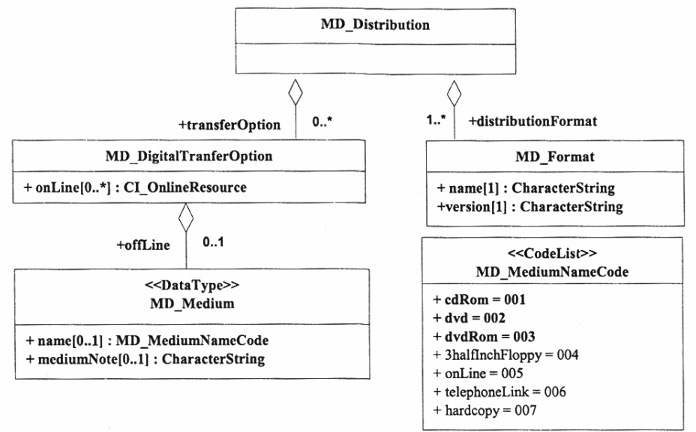 MD_Distribution
+transferOption
0..*
1..*
+distributionFormat
MD_DigitalTranferOption
+ onLine[0..*] : CI_OnlineResource
MD_Format
+ name[1] : CharacterString
+version[1] : CharacterString
+offLine
0..1
<<DataType>>
MD_Medium
+ name[0..1] : MD_MediumNameCode
+ mediumNote[0..1] : CharacterString
<<CodeList>>
MD_MediumNameCode
+ cdRom = 001
+ dvd = 002
+ dvdRom = 003
+ 3halfInchFloppy = 004
+ onLine = 005
+ telephoneLink = 006
+ hardcopy = 007